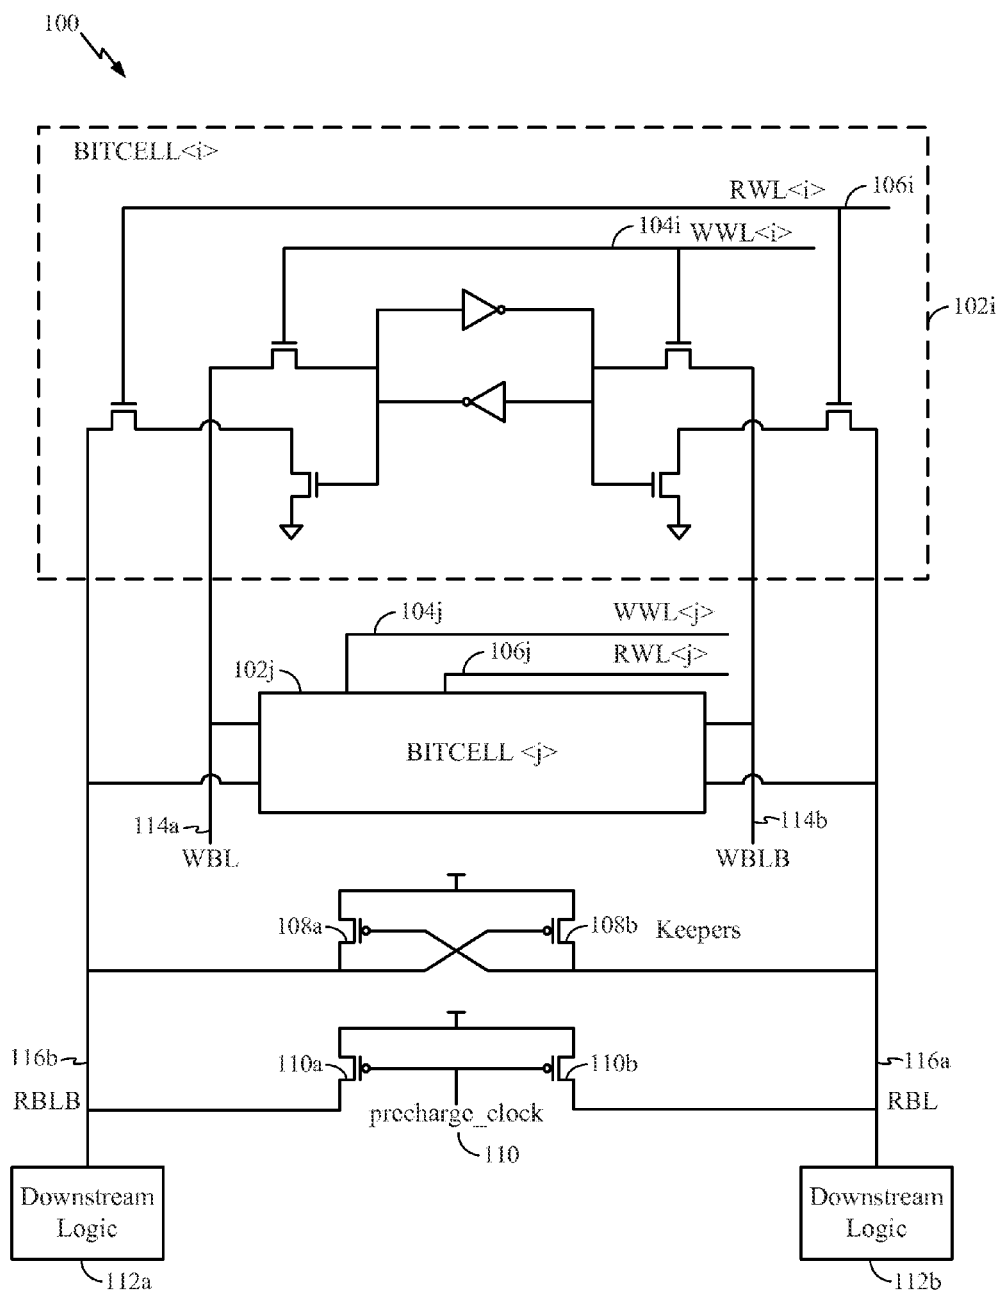 100
BITCELL<i>
RWL<i>
106i
104i
WWL<i>
102i
104j
WWL<j>
106j
RWL<j>
102j
BITCELL <j>
114a
114b
WBL
WBLB
108a
108b
Keepers
116b
110a
110b
116a
RBLB
precharge_clock
RBL
110
Downstream
Logic
Downstream
Logic
112a
112b